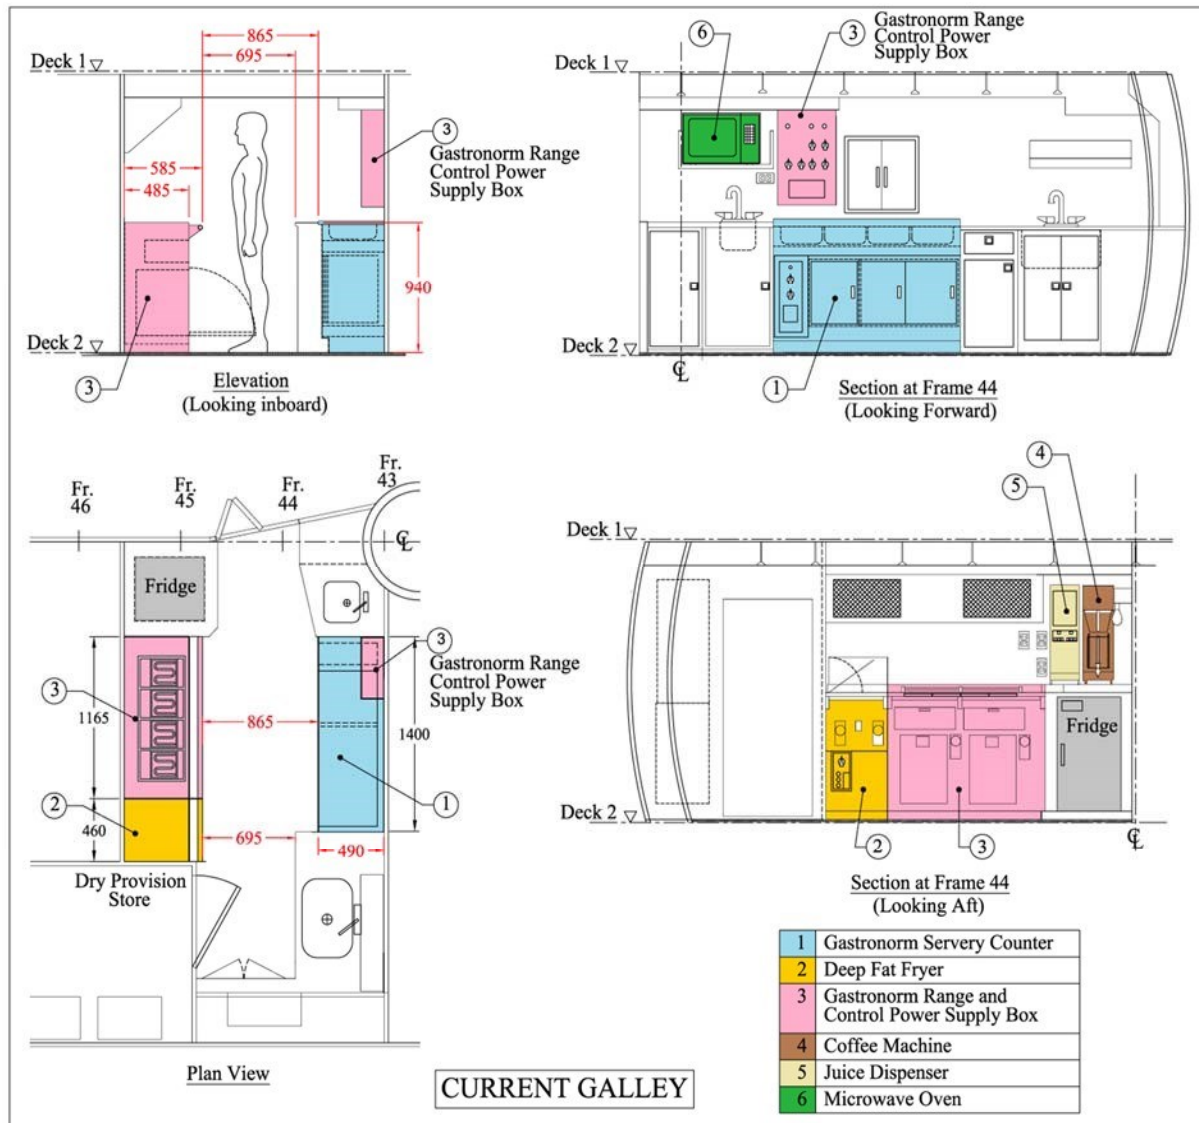 865
695
Deck 1
3
Gastronorm Range
Control Power
Supply Box
585
485
940
Deck 2
3
Elevation
(Looking inboard)
6
3
Gastronorm Range
Control Power
Supply Box
Deck 1
Deck 2
℄
1
Section at Frame 44
(Looking Forward)
Fr.
46
Fr.
45
Fr.
44
Fr.
43
℄
Fridge
3
Gastronorm Range
Control Power
Supply Box
3
1165
865
1400
2
460
1
695
490
Dry Provision
Store
Plan View
4
5
Deck 1
Fridge
Deck 2
2
3
℄
Section at Frame 44
(Looking Aft)
1 Gastronorm Servery Counter
2 Deep Fat Fryer
3 Gastronorm Range and
Control Power Supply Box
4 Coffee Machine
5 Juice Dispenser
6 Microwave Oven
CURRENT GALLEY